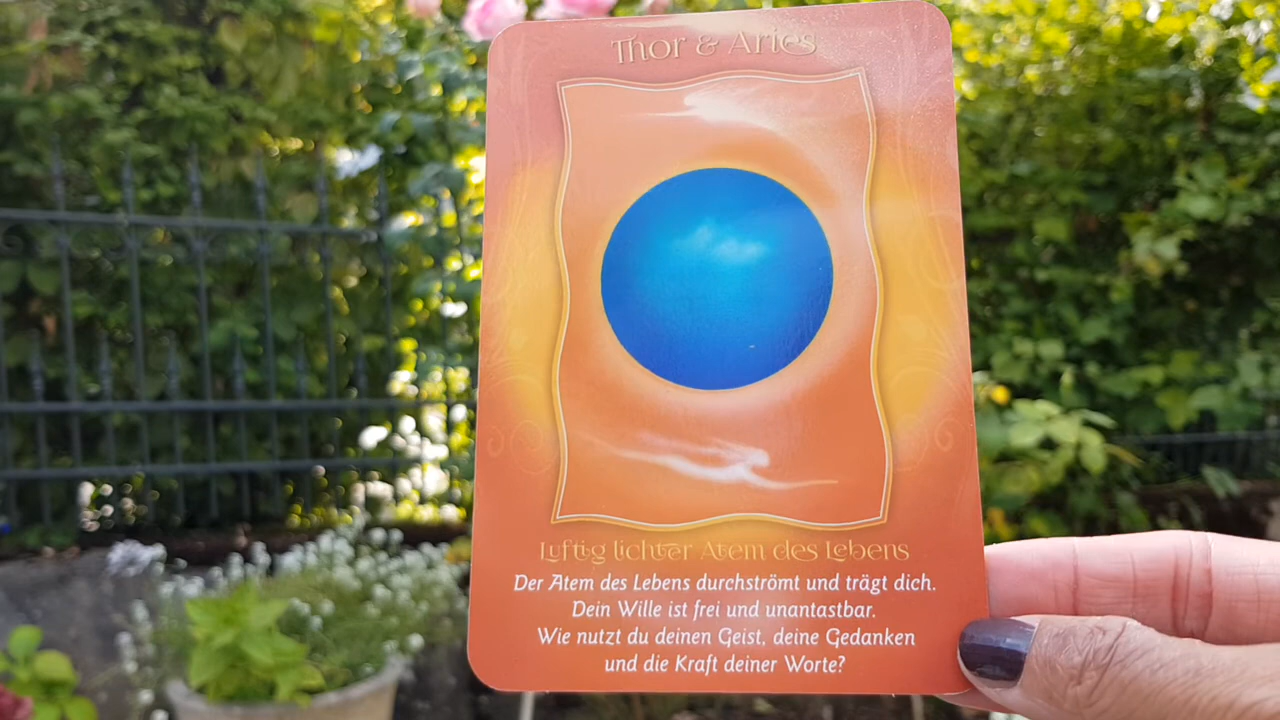 Thor & Aries
Luftig lichter Atem des Lebens
Der Atem des Lebens durchströmt und trägt dich.
Dein Wille ist frei und unantastbar.
Wie nutzt du deinen Geist, deine Gedanken
und die Kraft deiner Worte?